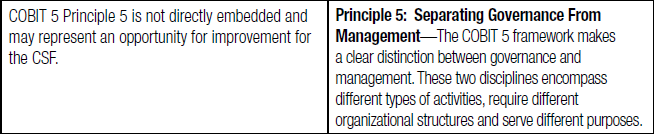 COBIT 5 Principle 5 is not directly embedded and
may represent an opportunity for improvement for
the CSF.
Principle 5: Separating Governance From
Management—The COBIT 5 framework makes
a clear distinction between governance and
management. These two disciplines encompass
different types of activities, require different
organizational structures and serve different purposes.